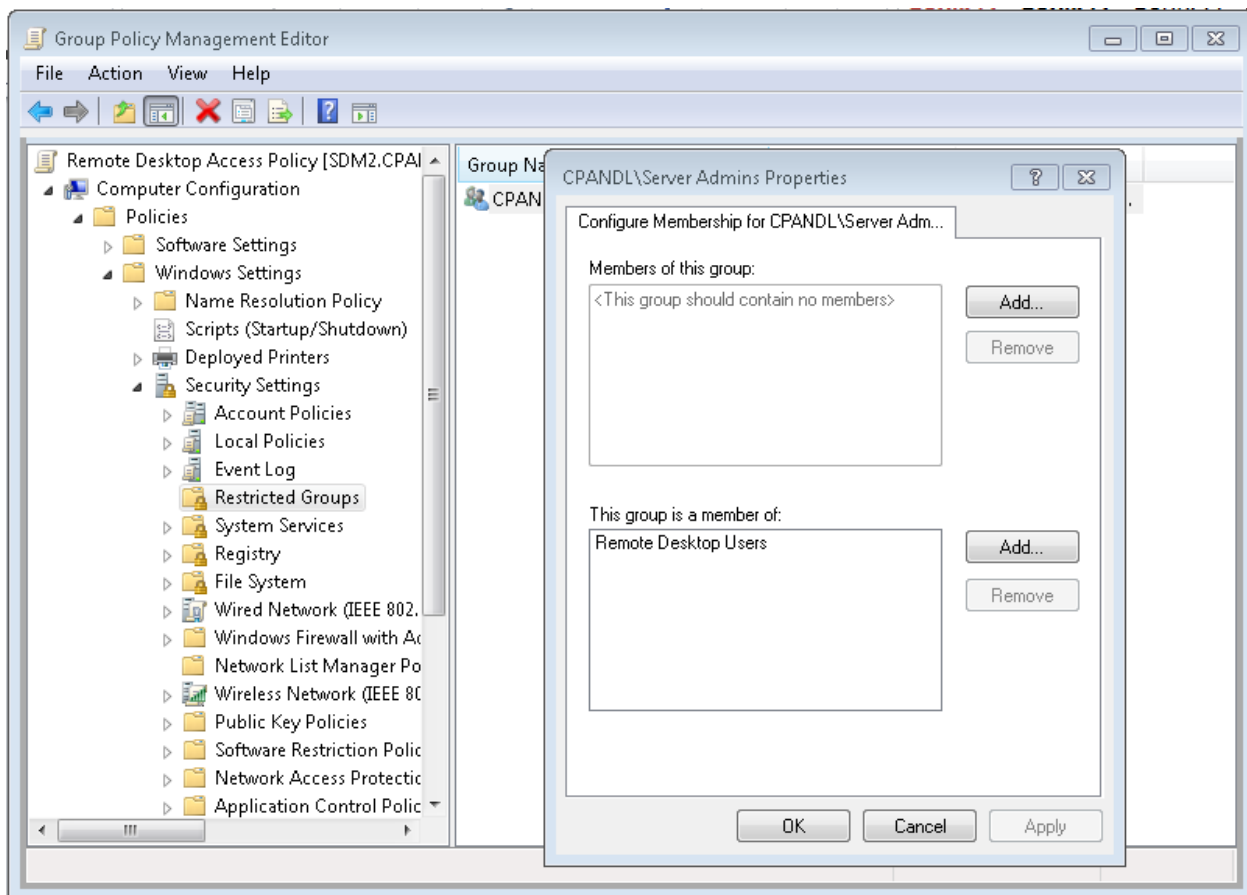 Group Policy Management Editor
File Action View Help
Remote Desktop Access Policy [SDM2.CPAI
Computer Configuration
Policies
Software Settings
Windows Settings
Name Resolution Policy
Scripts (Startup/Shutdown)
Deployed Printers
Security Settings
Account Policies
Local Policies
Event Log
Restricted Groups
System Services
Registry
File System
Wired Network (IEEE 802.
Windows Firewall with Ac
Network List Manager Po
Wireless Network (IEEE 80
Public Key Policies
Software Restriction Polic
Network Access Protectic
Application Control Polic
Group Na
CPAN
CPANDL\Server Admins Properties
Configure Membership for CPANDL\Server Adm...
Members of this group:
<This group should contain no members>
Add...
Remove
This group is a member of:
Remote Desktop Users
Add...
Remove
OK Cancel Apply